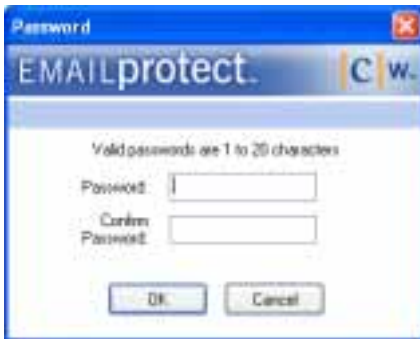 Password
EMAILprotect.
C W.
Valid passwords are 1 to 20 characters
Password:
Confirm
Password:
OK
Cancel